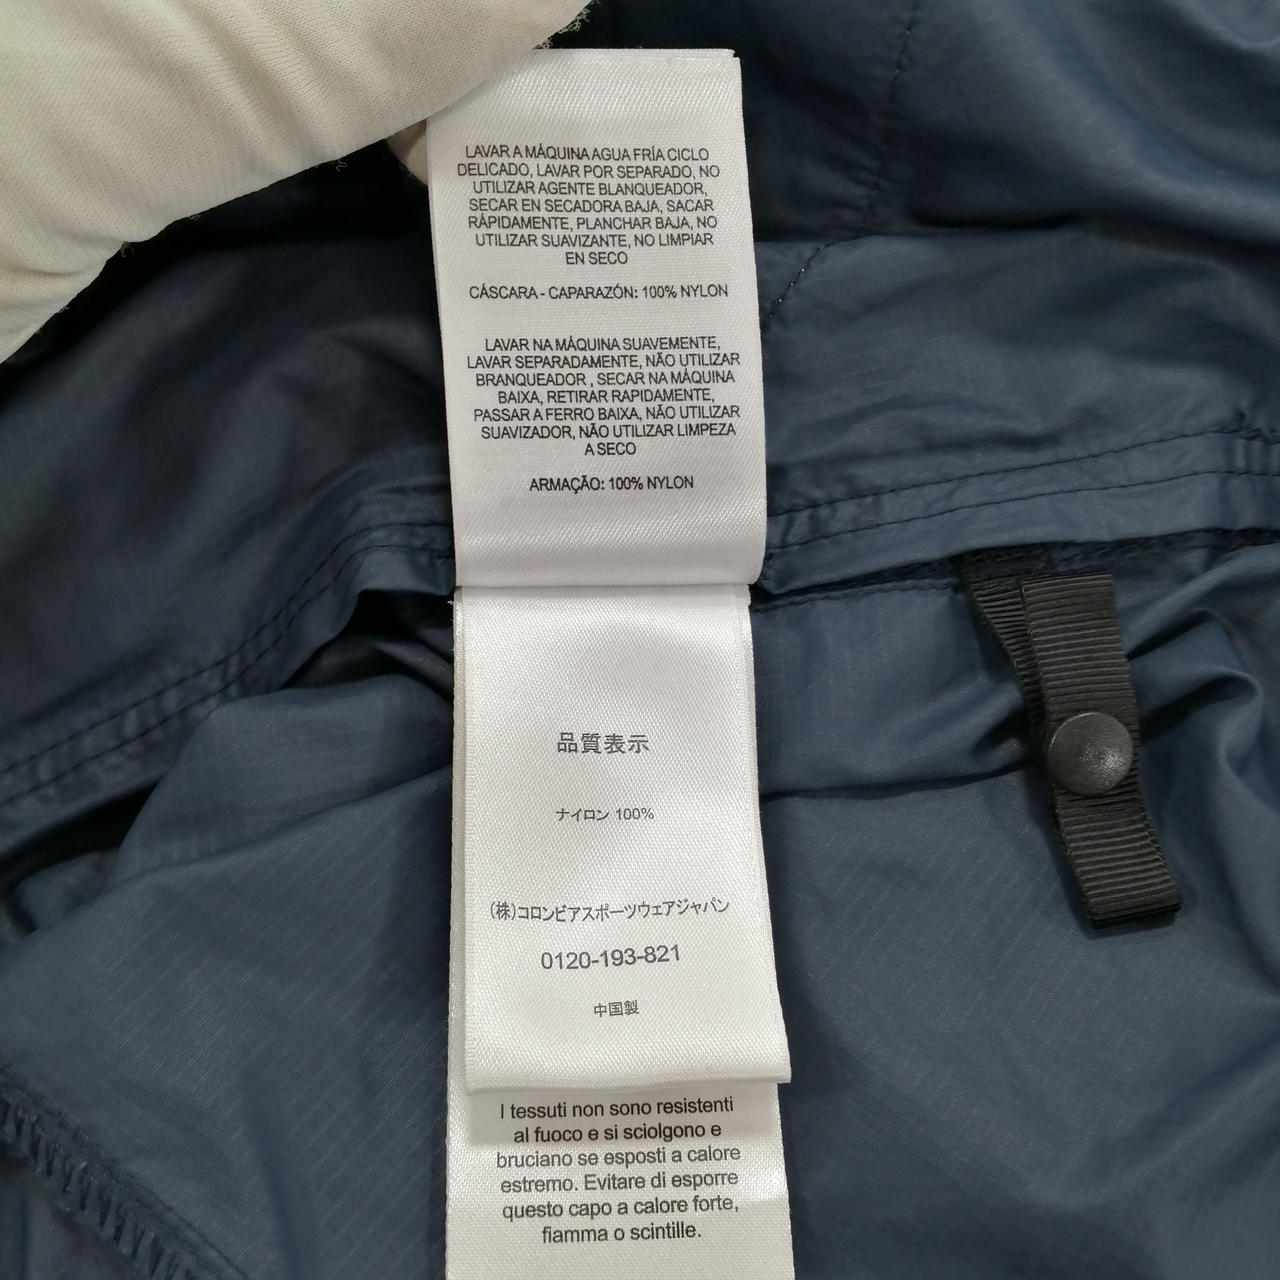 LAVAR A MÁQUINA AGUA FRÍA CICLO
DELICADO, LAVAR POR SEPARADO, NO
UTILIZAR AGENTE BLANQUEADOR,
SECAR EN SECADORA BAJA, SACAR
RÁPIDAMENTE, PLANCHAR BAJA, NO
UTILIZAR SUAVIZANTE, NO LIMPIAR
EN SECO
CÁSCARA - CAPARAZÓN: 100% NYLON
LAVAR NA MÁQUINA SUAVEMENTE,
LAVAR SEPARADAMENTE, NÃO UTILIZAR
BRANQUEADOR , SECAR NA MÁQUINA
BAIXA, RETIRAR RAPIDAMENTE,
PASSAR A FERRO BAIXA, NÃO UTILIZAR
SUAVIZADOR, NÃO UTILIZAR LIMPEZA
A SECO
ARMAÇÃO: 100% NYLON
品質表示
ナイロン 100%
(株)コロンビアスポーツウェアジャパン
0120-193-821
中国製
I tessuti non sono resistenti
al fuoco e si sciolgono e
bruciano se esposti a calore
estremo. Evitare di esporre
questo capo a calore forte,
fiamma o scintille.